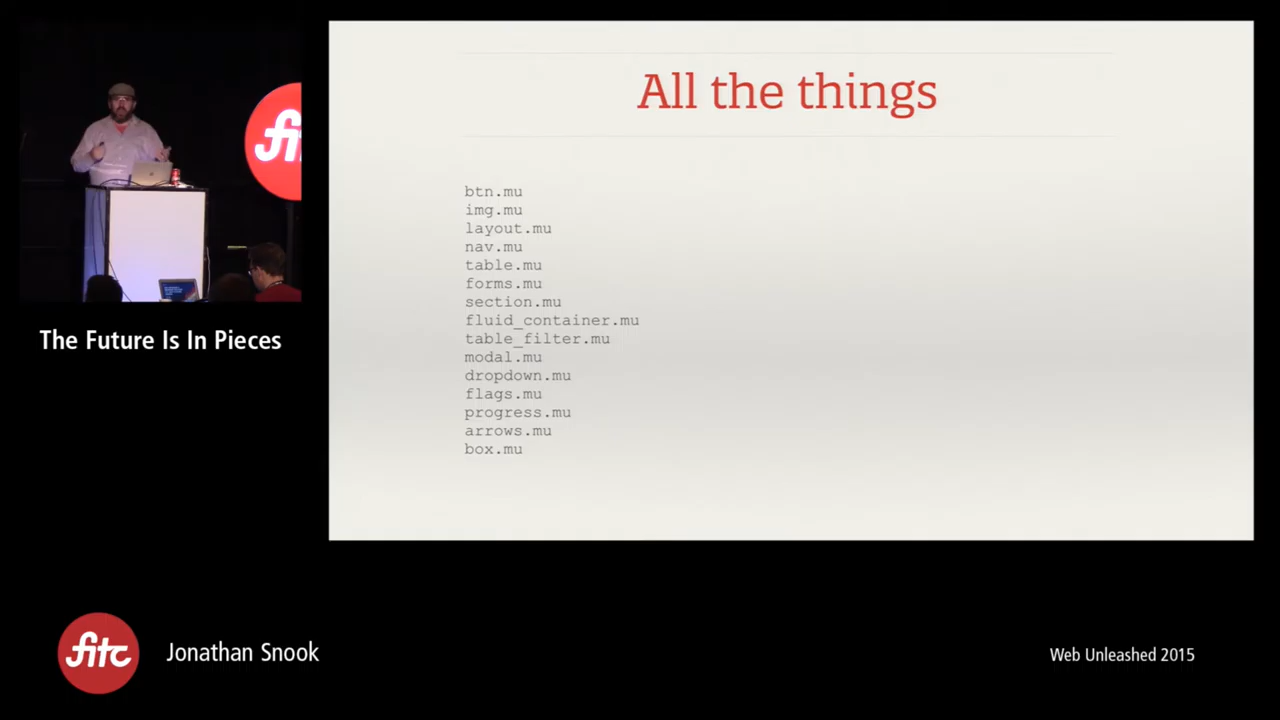 All the things
btn.mu
img.mu
layout.mu
nav.mu
table.mu
forms.mu
section.mu
fluid_container.mu
table_filter.mu
modal.mu
dropdown.mu
flags.mu
progress.mu
arrows.mu
box.mu
fi
The Future Is In Pieces
fitc
Jonathan Snook
Web Unleashed 2015